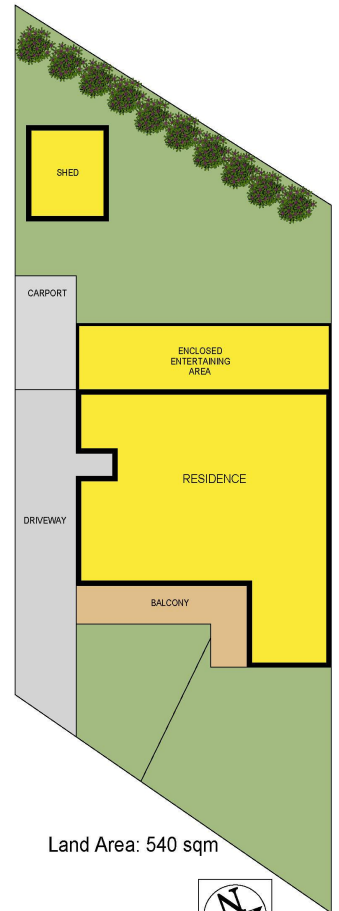 SHED
CARPORT
ENCLOSED
ENTERTAINING
AREA
RESIDENCE
DRIVEWAY
BALCONY
Land Area: 540 sqm
N